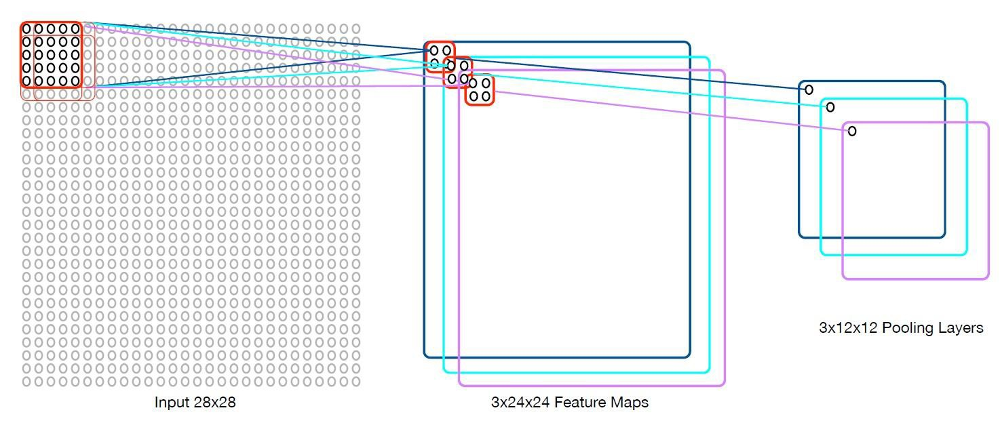 3x12x12 Pooling Layers
Input 28x28
3x24x24 Feature Maps